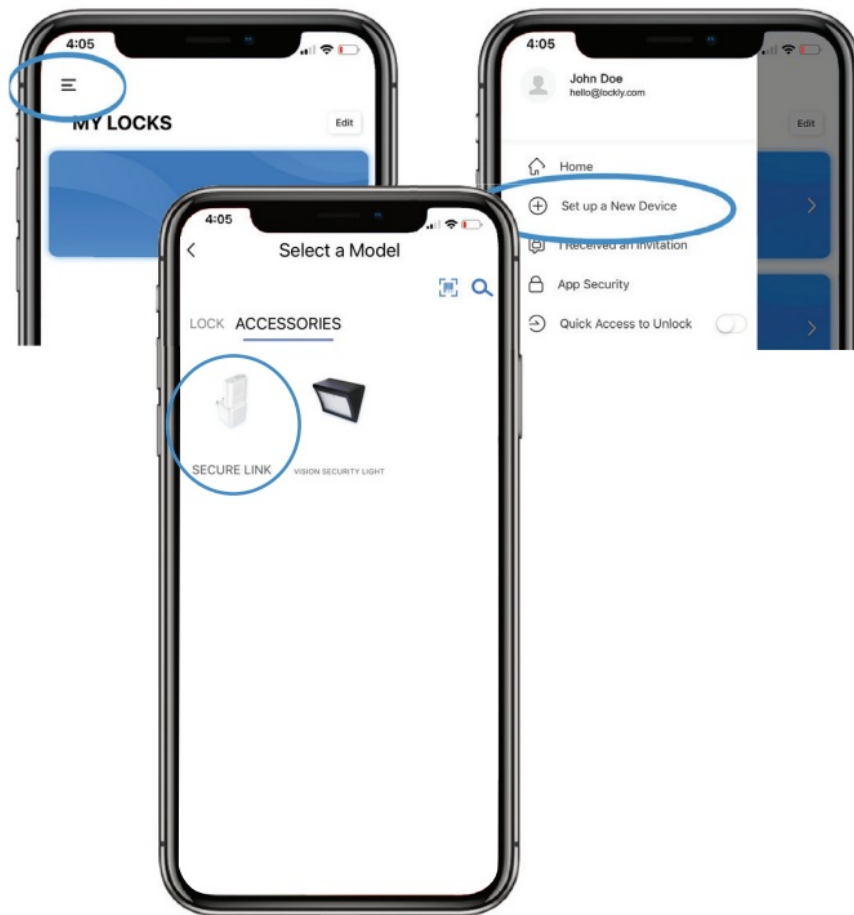 4:05
MY LOCKS
Edit
4:05
John Doe
hello@lockly.com
Edit
Home
Set up a New Device
I Received an Invitation
App Security
Quick Access to Unlock
4:05
Select a Model
LOCK ACCESSORIES
SECURE LINK
VISION SECURITY LIGHT